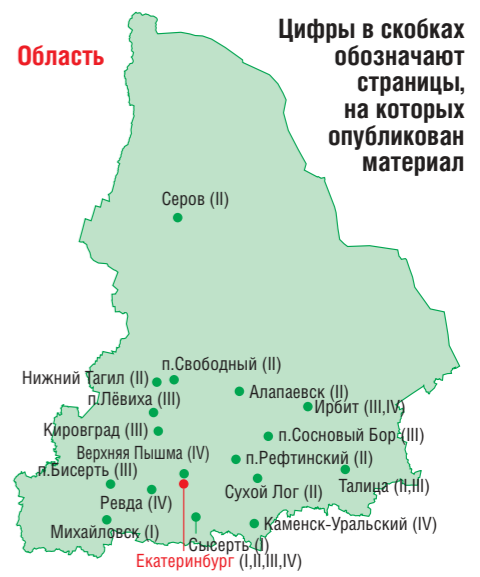 Область
Цифры в скобках
обозначают
страницы,
на которых
опубликован
материал
Серов (II)
п.Свободный (II)
Нижний Тагил (II)
п.Лёвиха (III)
Алапаевск (II)
Ирбит (III,IV)
Кировград (III)
п.Сосновый Бор (III)
Верхняя Пышма (IV)
п.Рефтинский (II)
п.Бисерть (III)
Талица (II,III)
Сухой Лог (II)
Ревда (IV)
Каменск-Уральский (IV)
Михайловск (I)
Сысерть (I)
Екатеринбург (I,II,III,IV)